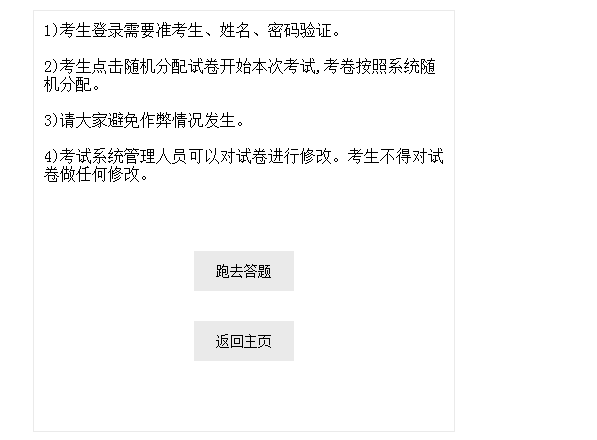 1)考生登录需要准考生、姓名、密码验证。
2)考生点击随机分配试卷开始本次考试,考卷按照系统随
机分配。
3)请大家避免作弊情况发生。
4)考试系统管理人员可以对试卷进行修改。考生不得对试
卷做任何修改。
跑去答题
返回主页